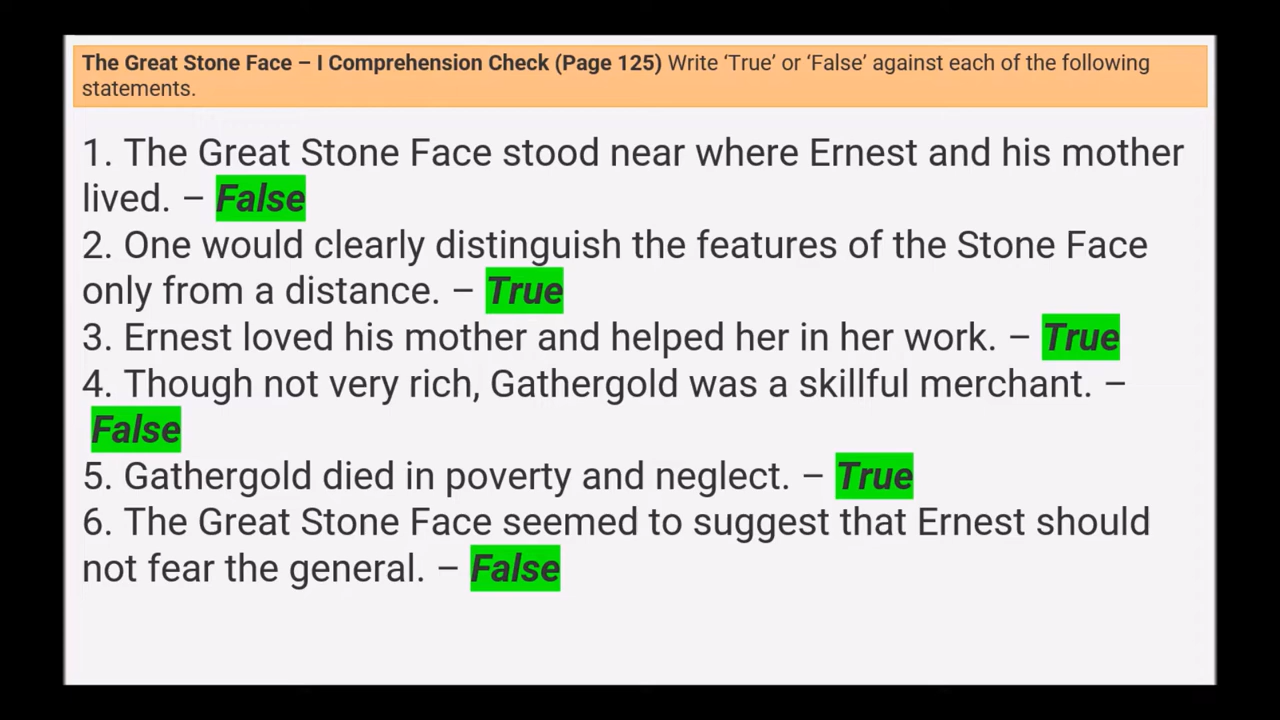 The Great Stone Face – I Comprehension Check (Page 125) Write ‘True’ or ‘False’ against each of the following
statements.
1. The Great Stone Face stood near where Ernest and his mother
lived. – False
2. One would clearly distinguish the features of the Stone Face
only from a distance. – True
3. Ernest loved his mother and helped her in her work. – True
4. Though not very rich, Gathergold was a skillful merchant. –
False
5. Gathergold died in poverty and neglect. – True
6. The Great Stone Face seemed to suggest that Ernest should
not fear the general. – False